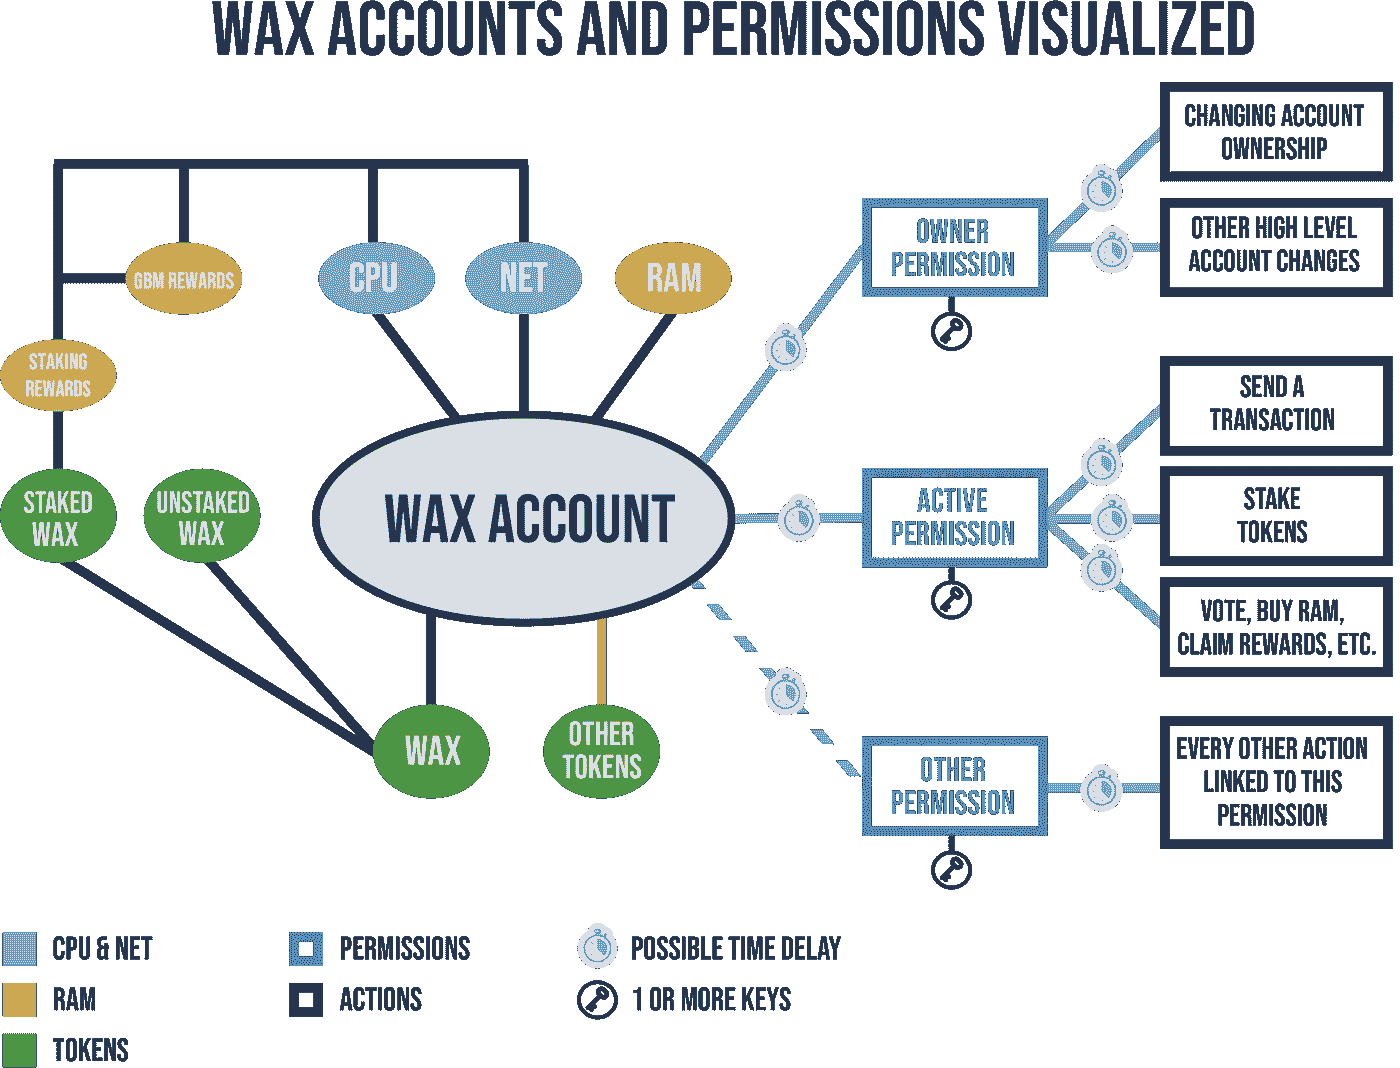 WAX ACCOUNTS AND PERMISSIONS VISUALIZED
CHANGING ACCOUNT
OWNERSHIP
OWNER
PERMISSION
OTHER HIGH LEVEL
ACCOUNT CHANGES
GBM REWARDS
CPU
NET
RAM
STAKING
REWARDS
SEND A
TRANSACTION
STAKED
WAX
UNSTAKED
WAX
WAX ACCOUNT
ACTIVE
PERMISSION
STAKE
TOKENS
VOTE, BUY RAM,
CLAIM REWARDS, ETC.
WAX
OTHER
TOKENS
OTHER
PERMISSION
EVERY OTHER ACTION
LINKED TO THIS
PERMISSION
CPU & NET
PERMISSIONS
POSSIBLE TIME DELAY
RAM
ACTIONS
1 OR MORE KEYS
TOKENS